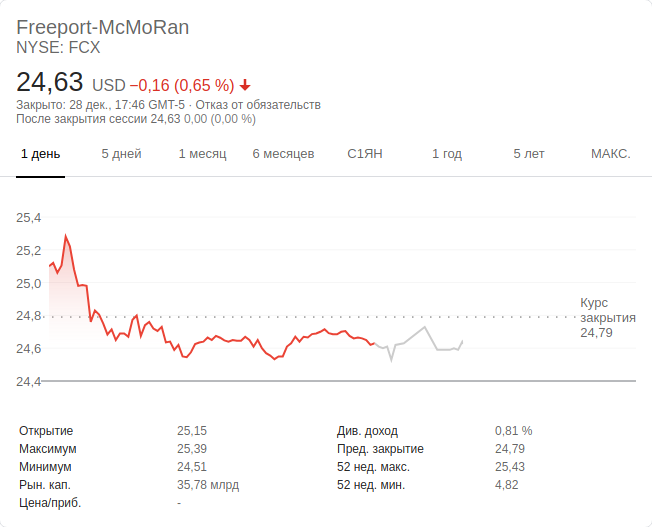 Freeport-McMoRan
NYSE: FCX
24,63 USD −0,16 (0,65 %)
Закрыто: 28 дек., 17:46 GMT-5 · Отказ от обязательств
После закрытия сессии 24,63 0,00 (0,00 %)
1 день 5 дней 1 месяц 6 месяцев С1ЯН 1 год 5 лет МАКС.
25,4
25,2
25,0
24,8
24,6
24,4
Курс
закрытия
24,79
Открытие 25,15 Див. доход 0,81 %
Максимум 25,39 Пред. закрытие 24,79
Минимум 24,51 52 нед. макс. 25,43
Рын. кап. 35,78 млрд 52 нед. мин. 4,82
Цена/приб. -